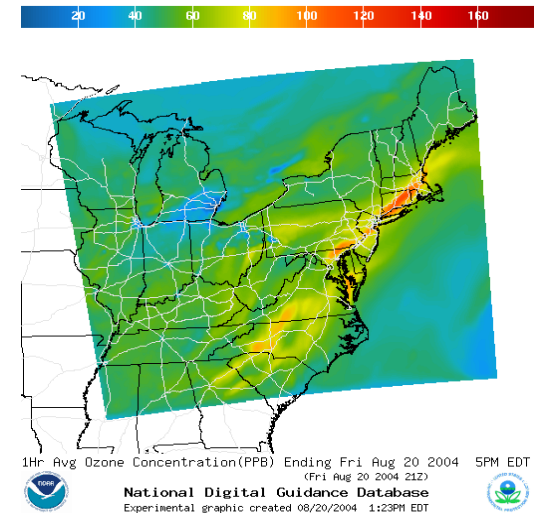 20 40 60 80 100 120 140 160
1Hr Avg Ozone Concentration(PPB) Ending Fri Aug 20 2004 5PM EDT
(Fri Aug 20 2004 21Z)
NOAA
National Digital Guidance Database
Experimental graphic created 08/20/2004 1:23PM EDT